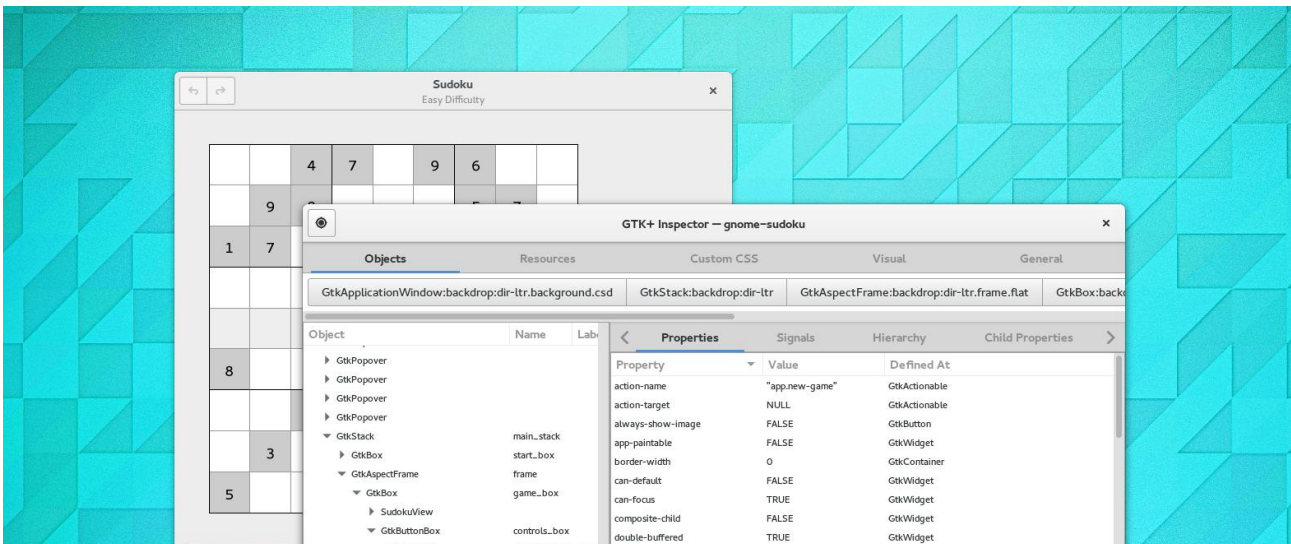 Sudoku
Easy Difficulty
4 7 9 6
9
1 7
8
3
5
GTK+ Inspector — gnome-sudoku
Objects Resources Custom CSS Visual General
GtkApplicationWindow:backdrop:dir-ltr.background.csd GtkStack:backdrop:dir-ltr GtkAspectFrame:backdrop:dir-ltr.frame.flat GtkBox:backd
Object Name Labe
GtkPopover
GtkPopover
GtkPopover
GtkPopover
GtkStack main_stack
GtkBox start_box
GtkAspectFrame frame
GtkBox game_box
SudokuView
GtkButtonBox controls_box
Properties Signals Hierarchy Child Properties
Property Value Defined At
action-name "app.new-game" GtkActionable
action-target NULL GtkActionable
always-show-image FALSE GtkButton
app-paintable FALSE GtkWidget
border-width 0 GtkContainer
can-default FALSE GtkWidget
can-focus TRUE GtkWidget
composite-child FALSE GtkWidget
double-buffered TRUE GtkWidget